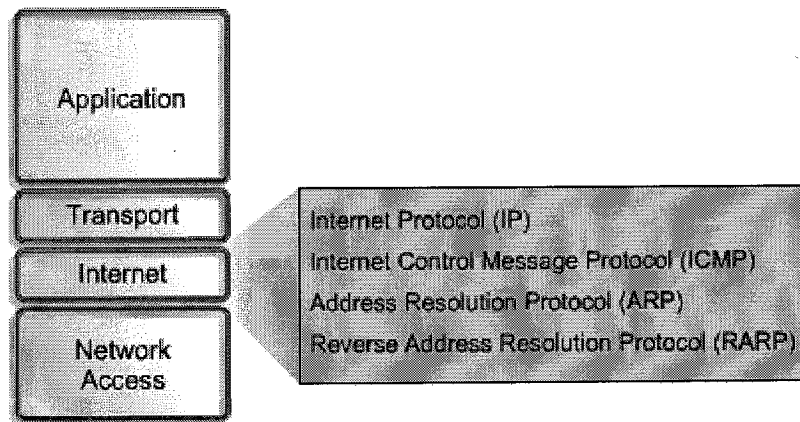 Application
Transport
Internet
Network
Access
Internet Protocol (IP)
Internet Control Message Protocol (ICMP)
Address Resolution Protocol (ARP)
Reverse Address Resolution Protocol (RARP)